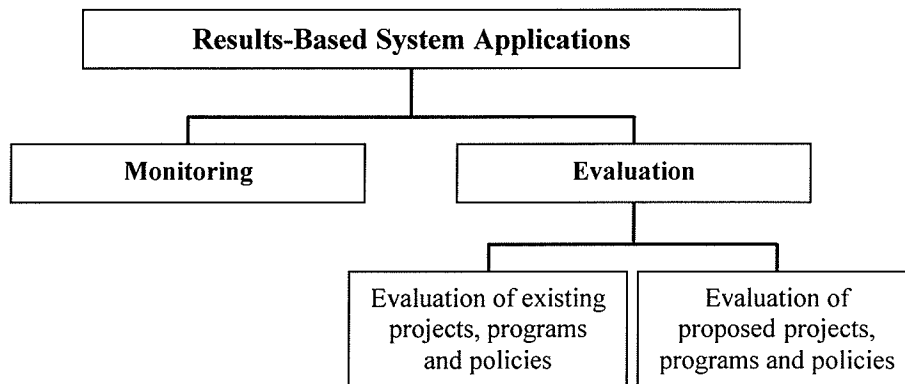 Results-Based System Applications
Monitoring
Evaluation
Evaluation of existing
projects, programs
and policies
Evaluation of
proposed projects,
programs and policies